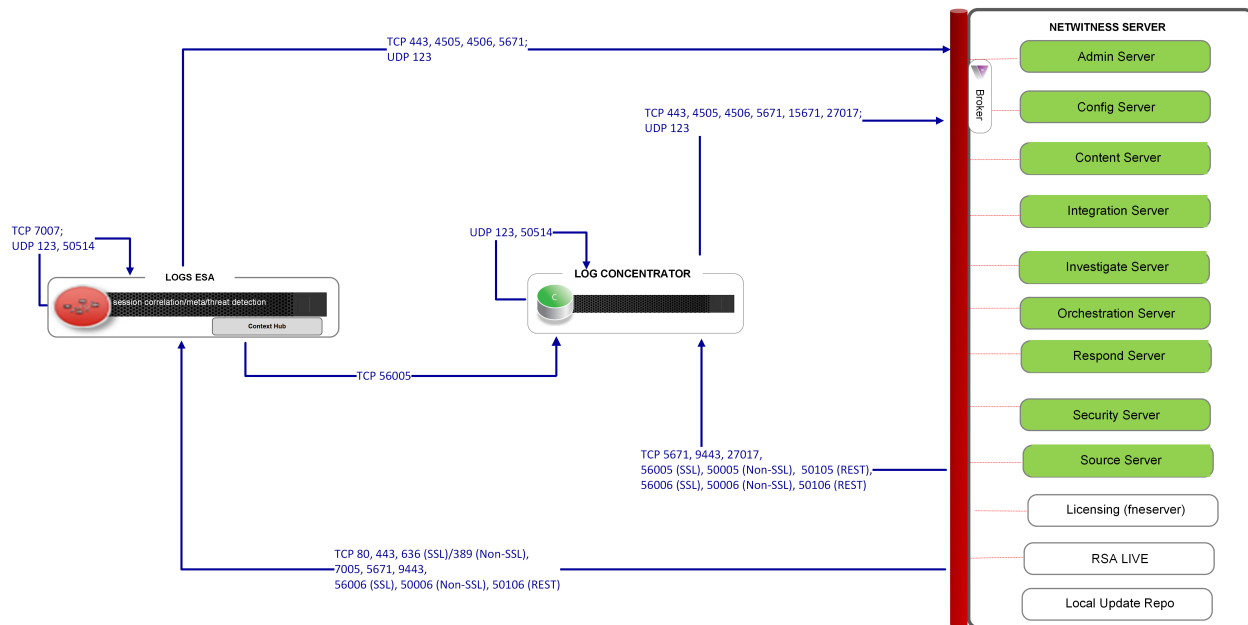 NETWITNESS SERVER
TCP 443, 4505, 4506, 5671;
UDP 123
Admin Server
Broker
TCP 443, 4505, 4506, 5671, 15671, 27017;
UDP 123
Config Server
Content Server
Integration Server
TCP 7007;
UDP 123, 50514
UDP 123, 50514
LOGS ESA
LOG CONCENTRATOR
Investigate Server
session correlation/meta/threat detection
C
Context Hub
Orchestration Server
Respond Server
TCP 56005
Security Server
TCP 5671, 9443, 27017,
56005 (SSL), 50005 (Non-SSL), 50105 (REST),
56006 (SSL), 50006 (Non-SSL), 50106 (REST)
Source Server
Licensing (fneserver)
TCP 80, 443, 636 (SSL)/389 (Non-SSL),
7005, 5671, 9443,
56006 (SSL), 50006 (Non-SSL), 50106 (REST)
RSA LIVE
Local Update Repo